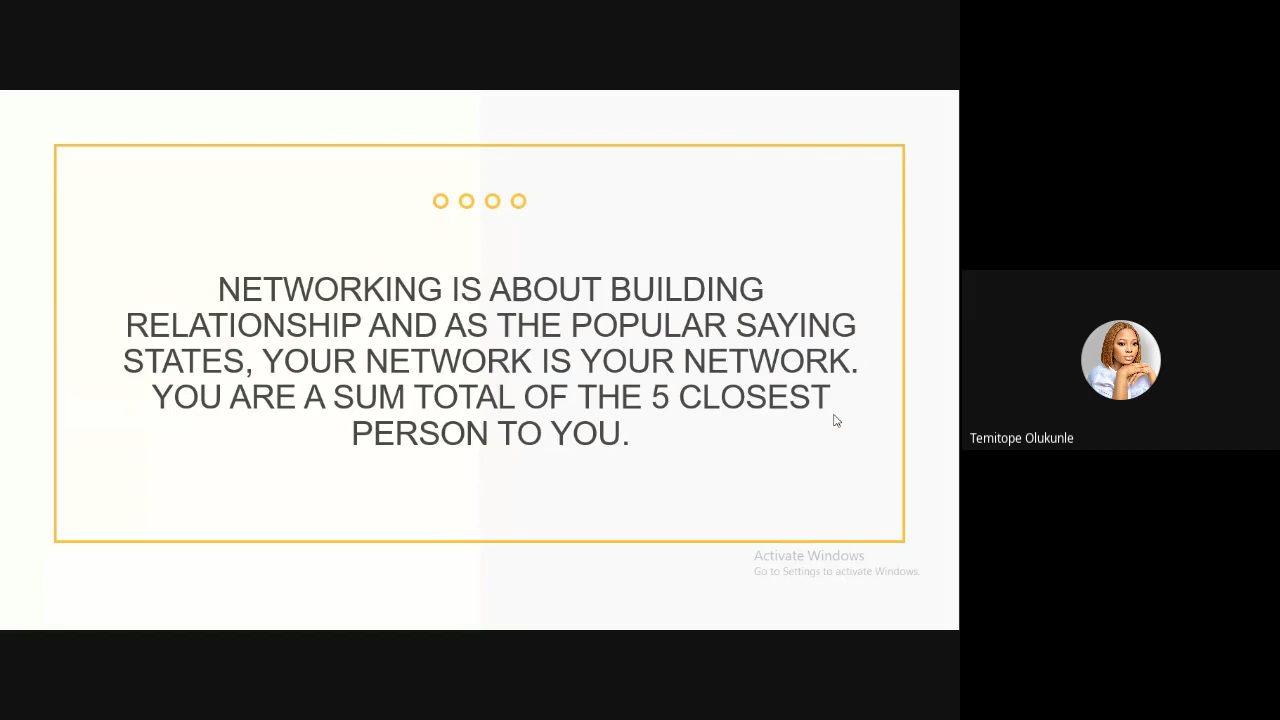 NETWORKING IS ABOUT BUILDING
RELATIONSHIP AND AS THE POPULAR SAYING
STATES, YOUR NETWORK IS YOUR NETWORK.
YOU ARE A SUM TOTAL OF THE 5 CLOSEST
PERSON TO YOU.
Activate Windows
Go to Settings to activate Windows.
Temitope Olukunle